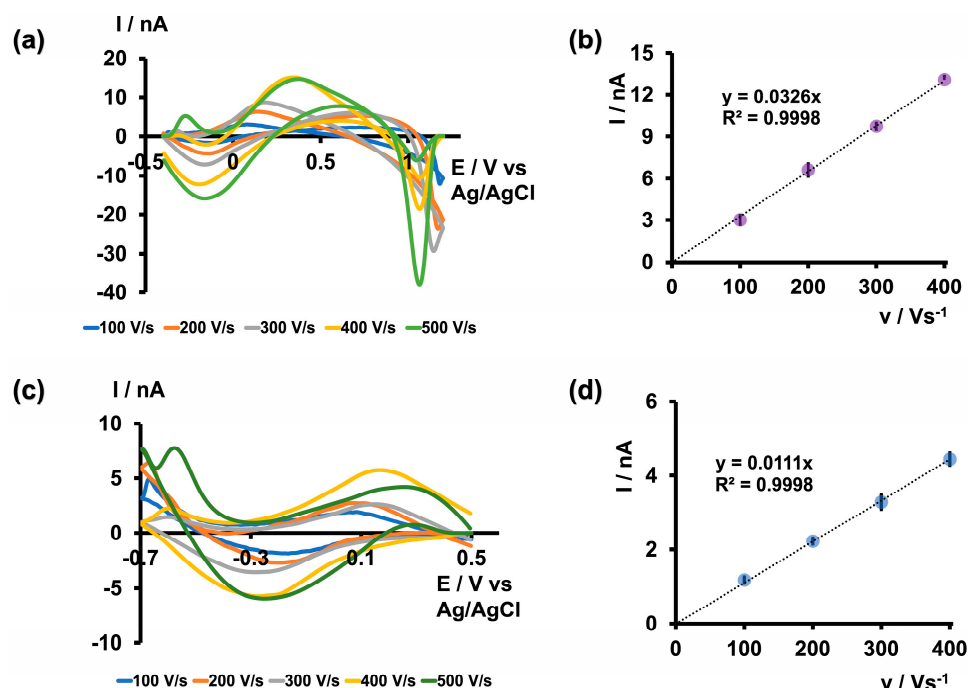 (a)
I / nA
20
10
0
-10
-20
-30
-40
-0.5
0
0.5
1
E / V vs
Ag/AgCl
100 V/s 200 V/s 300 V/s 400 V/s 500 V/s
(b)
I / nA
15
12
9
6
3
0
y = 0.0326x
R² = 0.9998
0 100 200 300 400
v / Vs⁻¹
(c)
I / nA
10
5
0
-5
-10
-0.7
-0.3
0.1
0.5
E / V vs
Ag/AgCl
100 V/s 200 V/s 300 V/s 400 V/s 500 V/s
(d)
I / nA
6
4
2
0
y = 0.0111x
R² = 0.9998
0 100 200 300 400
v / Vs⁻¹